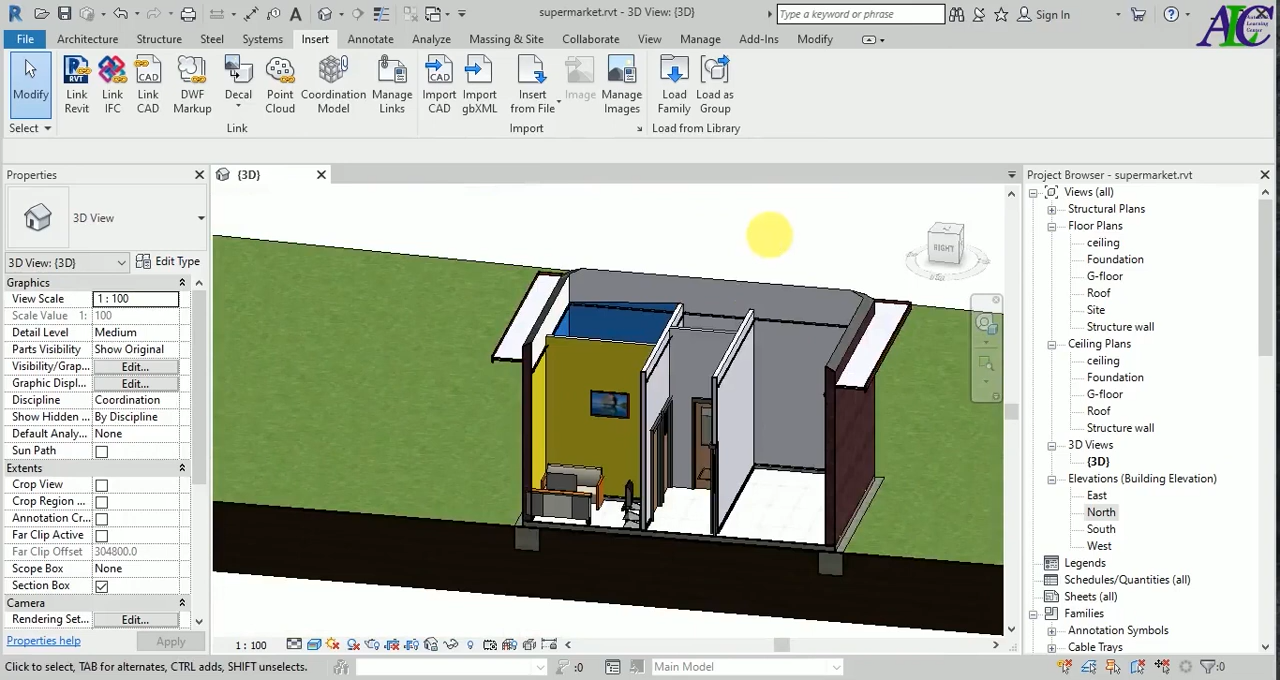 supermarket.rvt - 3D View: {3D}
Type a keyword or phrase
Sign In
ALC
Learning
Center
File Architecture Structure Steel Systems Insert Annotate Analyze Massing & Site Collaborate View Manage Add-Ins Modify
Modify
Link Revit
Link IFC
Link CAD
DWF Markup
Decal
Point Cloud
Coordination Model
Manage Links
Import CAD
Import gbXML
Insert from File
Image
Manage Images
Load Family
Load as Group
Select
Link
Import
Load from Library
Properties
3D View
3D View: {3D}
Edit Type
Graphics
View Scale 1 : 100
Scale Value 1: 100
Detail Level Medium
Parts Visibility Show Original
Visibility/Grap... Edit...
Graphic Displ... Edit...
Discipline Coordination
Show Hidden ... By Discipline
Default Analy... None
Sun Path
Extents
Crop View
Crop Region ...
Annotation Cr...
Far Clip Active
Far Clip Offset 304800.0
Scope Box None
Section Box
Camera
Rendering Set... Edit...
Properties help
Apply
{3D}
RIGHT
1 : 100
Project Browser - supermarket.rvt
Views (all)
Structural Plans
Floor Plans
ceiling
Foundation
G-floor
Roof
Site
Structure wall
Ceiling Plans
ceiling
Foundation
G-floor
Roof
Structure wall
3D Views
{3D}
Elevations (Building Elevation)
East
North
South
West
Legends
Schedules/Quantities (all)
Sheets (all)
Families
Annotation Symbols
Cable Trays
Click to select, TAB for alternates, CTRL adds, SHIFT unselects.
:0
Main Model
:0